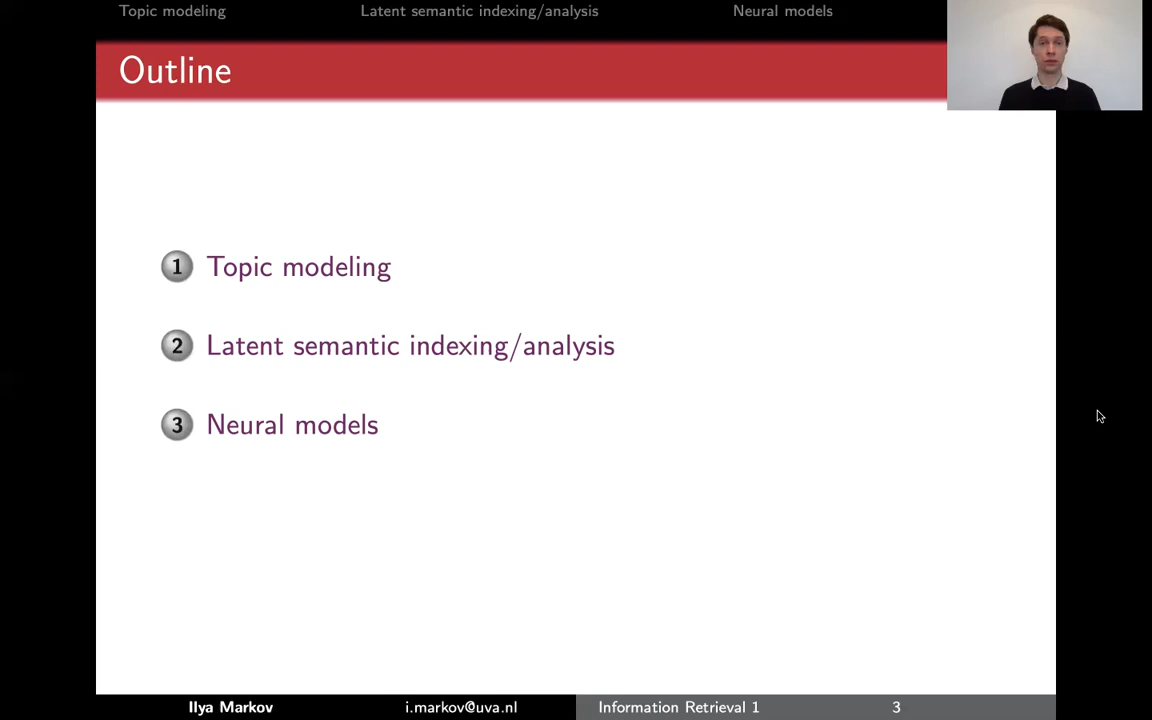 Topic modeling Latent semantic indexing/analysis Neural models
Outline
1 Topic modeling
2 Latent semantic indexing/analysis
3 Neural models
Ilya Markov i.markov@uva.nl Information Retrieval 1 3